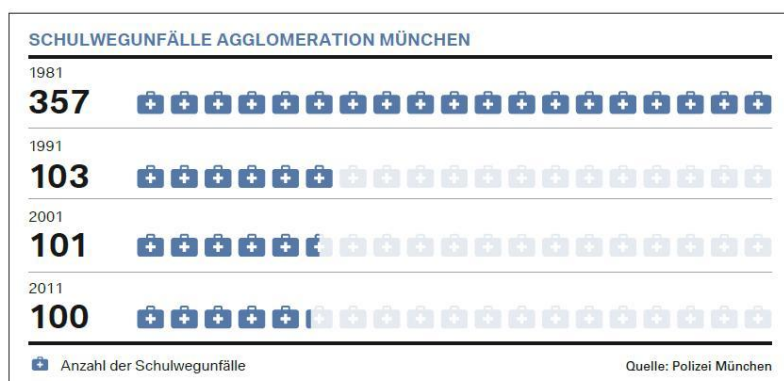 SCHULWEGUNFÄLLE AGGLOMERATION MÜNCHEN
1981
357
1991
103
2001
101
2011
100
Anzahl der Schulwegunfälle
Quelle: Polizei München